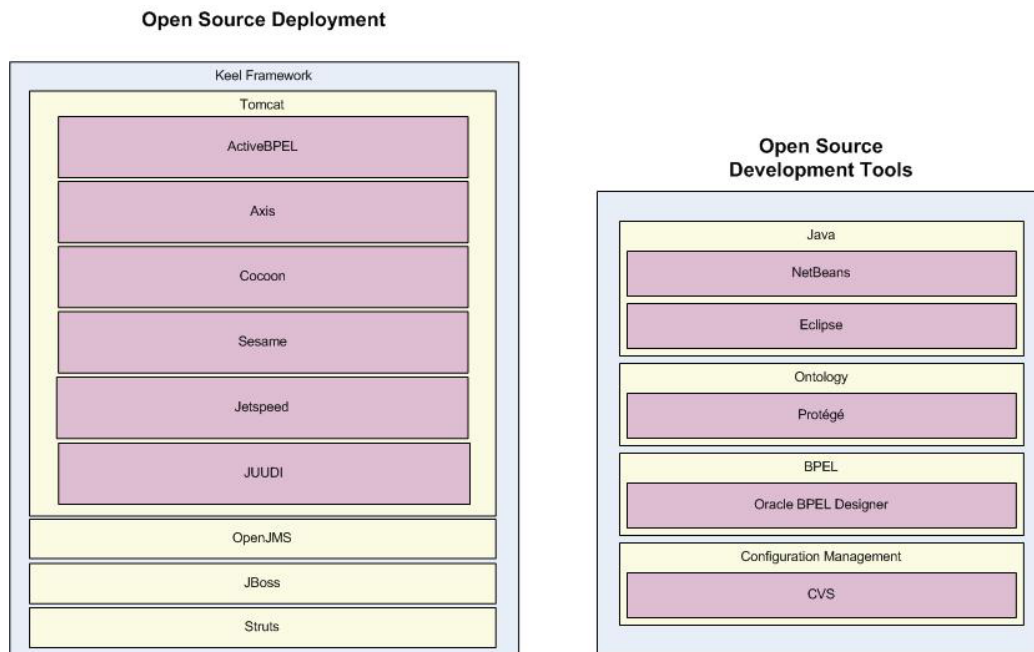 Open Source Deployment
Keel Framework
Tomcat
ActiveBPEL
Axis
Cocoon
Sesame
Jetspeed
JUUDI
OpenJMS
JBoss
Struts
Open Source
Development Tools
Java
NetBeans
Eclipse
Ontology
Protégé
BPEL
Oracle BPEL Designer
Configuration Management
CVS